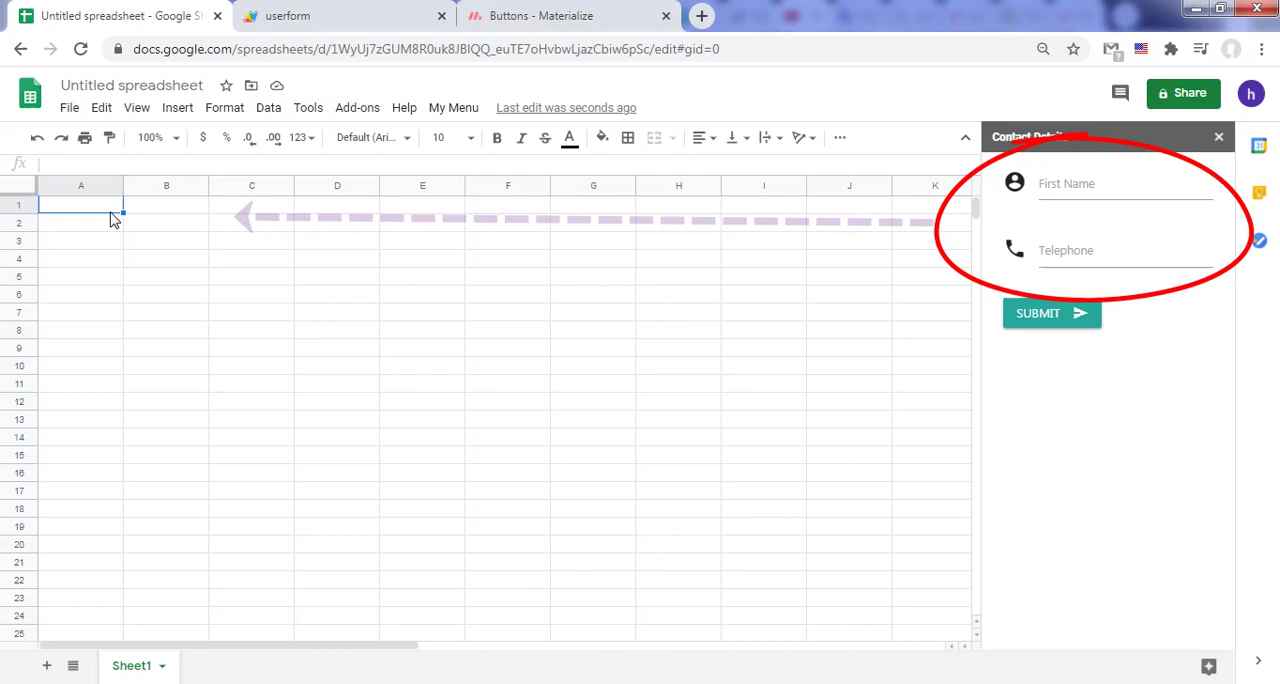 Untitled spreadsheet - Google Sh
userform
Buttons - Materialize
docs.google.com/spreadsheets/d/1WyUj7zGUM8R0uk8JBIQQ_euTE7oHvbwLjazCbiw6pSc/edit#gid=0
Untitled spreadsheet
File Edit View Insert Format Data Tools Add-ons Help My Menu Last edit was seconds ago
Share
h
100% $ % .0 .00 123 Default (Ari... 10 B I S A
Contact Details
fx
A B C D E F G H I J K
1
2
3
4
5
6
7
8
9
10
11
12
13
14
15
16
17
18
19
20
21
22
23
24
25
First Name
Telephone
SUBMIT
Sheet1